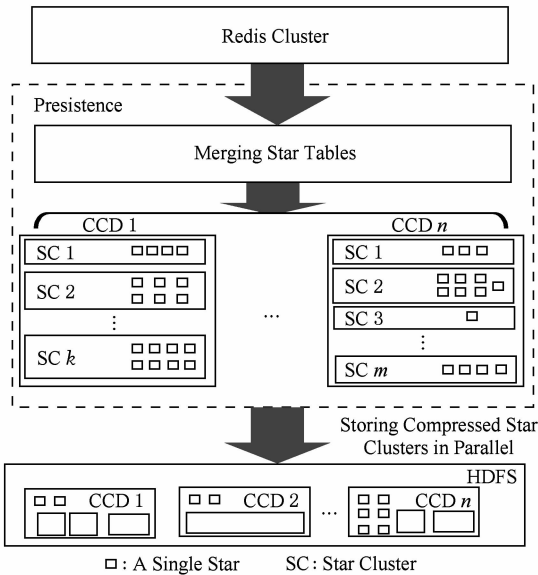 Redis Cluster
Presistence
Merging Star Tables
CCD 1
CCD n
SC 1
SC 2
⋮
SC k
...
SC 1
SC 2
SC 3
⋮
SC m
Storing Compressed Star
Clusters in Parallel
HDFS
CCD 1
CCD 2
...
CCD n
: A Single Star
SC: Star Cluster